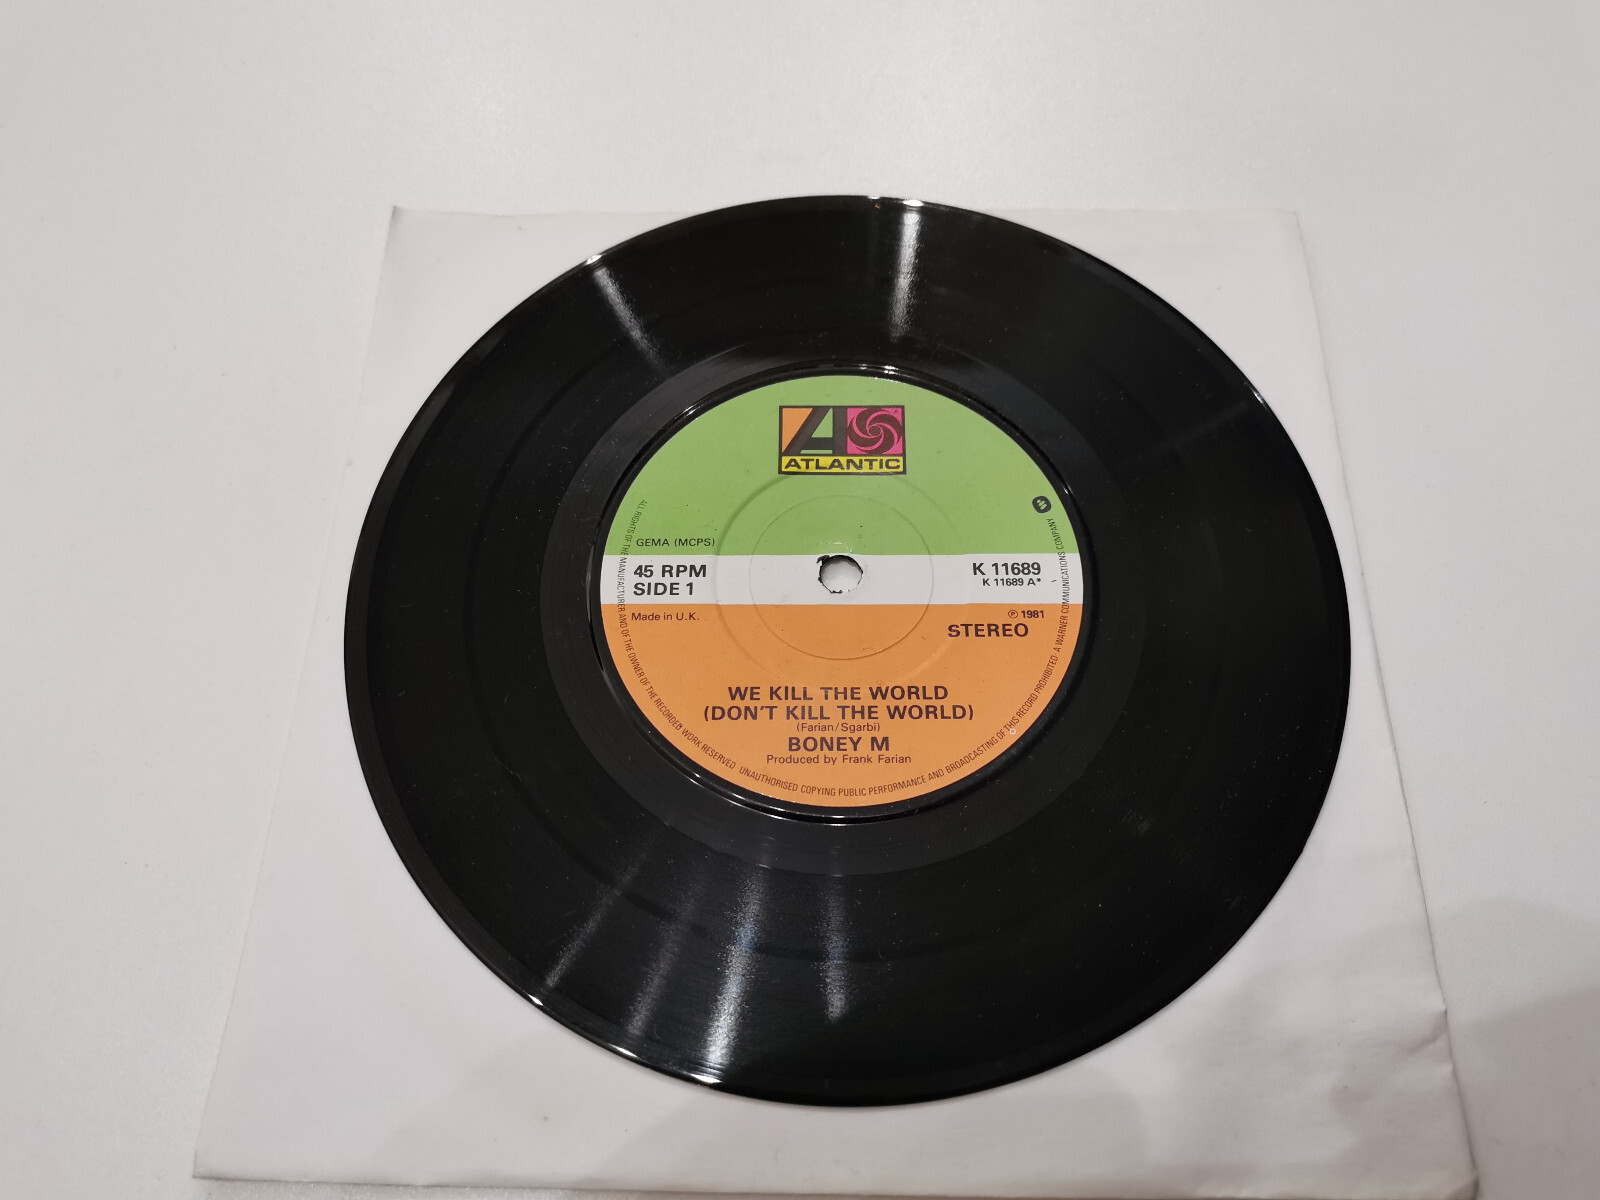 ATLANTIC
GEMA (MCPS)
45 RPM
SIDE 1
K 11689
K 11689 A*
Made in U.K.
℗ 1981
STEREO
WE KILL THE WORLD
(DON'T KILL THE WORLD)
(Farian/Sgarbi)
BONEY M
Produced by Frank Farian
ALL RIGHTS OF THE MANUFACTURER AND OF THE OWNER OF THE RECORDED WORK RESERVED UNAUTHORISED COPYING PUBLIC PERFORMANCE AND BROADCASTING OF THIS RECORD PROHIBITED A WARNER COMMUNICATIONS COMPANY